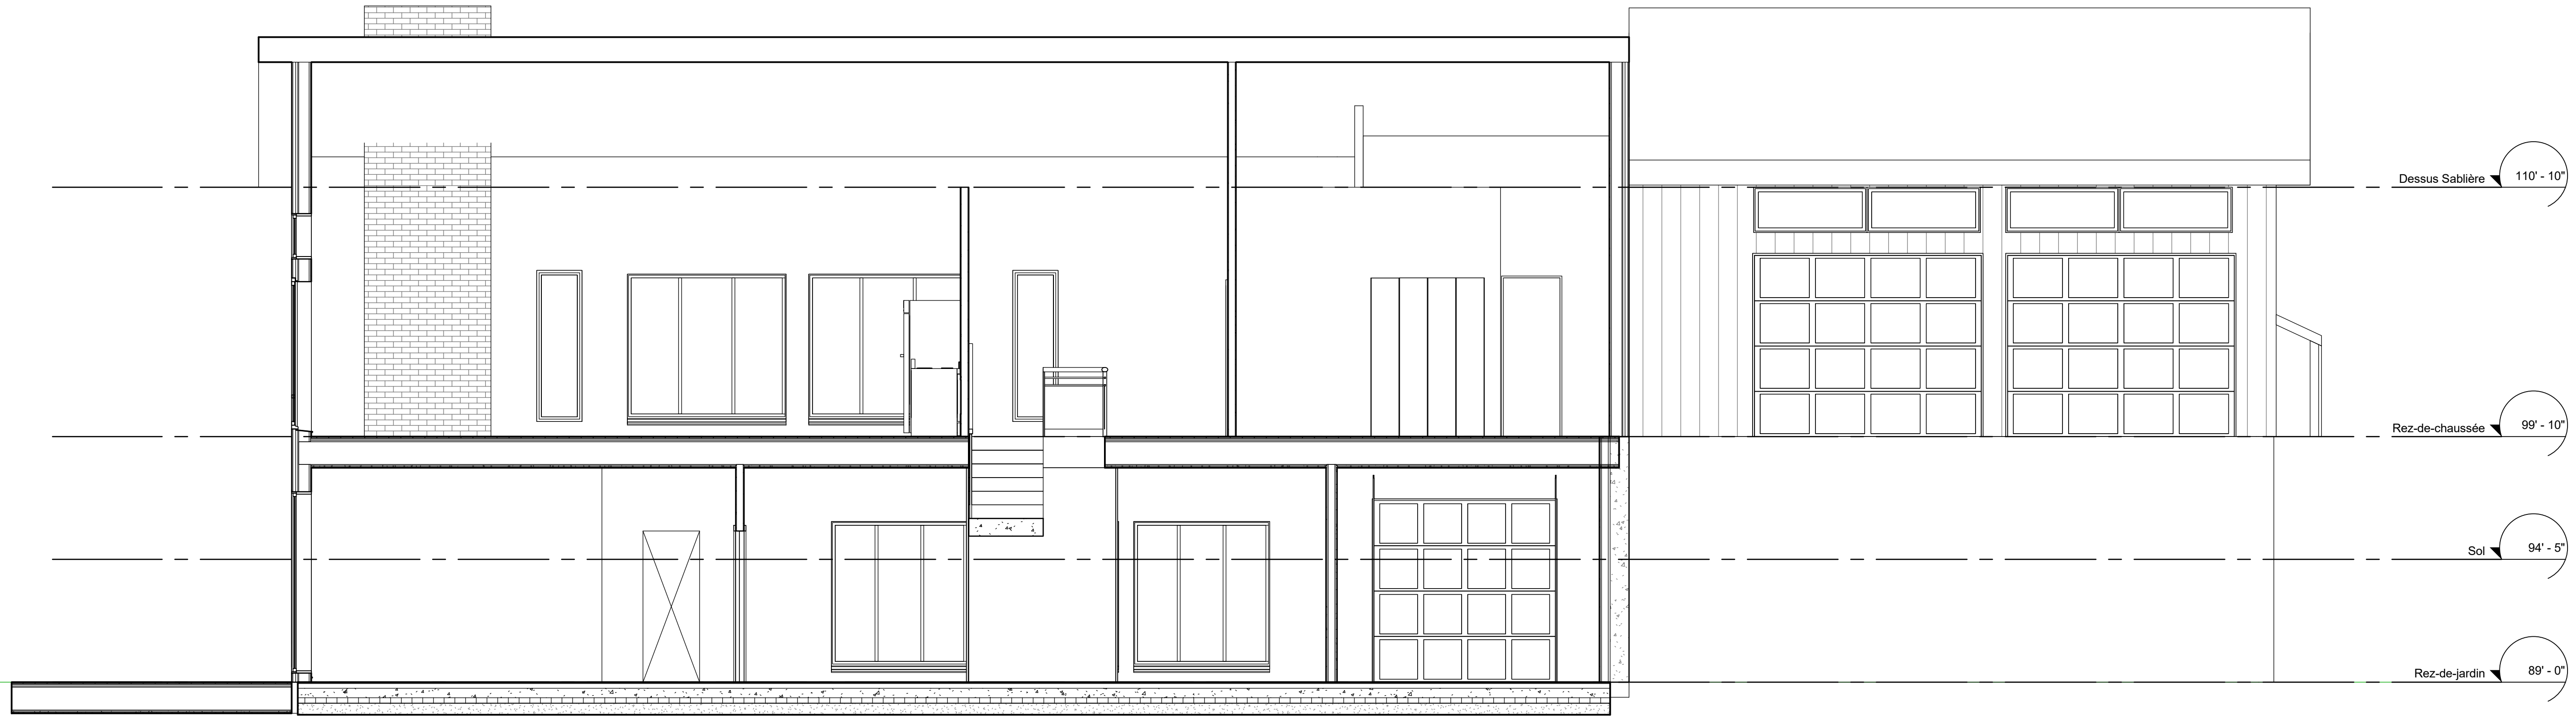 Dessus Sablière 110' - 10"
Rez-de-chaussée 99' - 10"
Sol 94' - 5"
Rez-de-jardin 89' - 0"